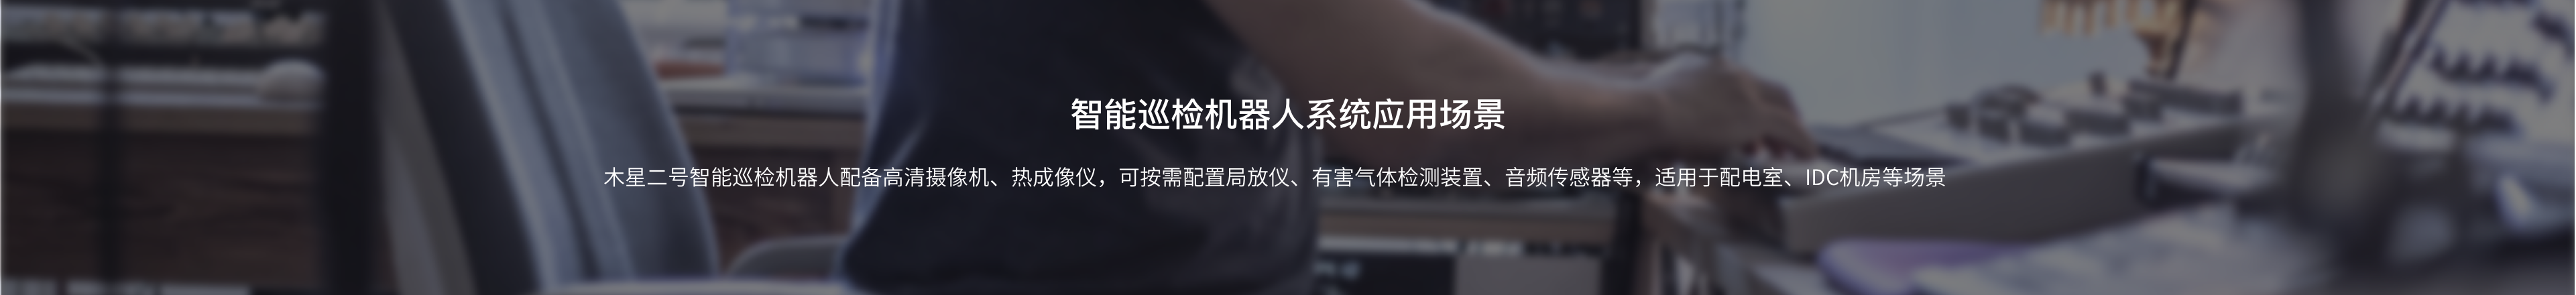 智能巡检机器人系统应用场景
木星二号智能巡检机器人配备高清摄像机、热成像仪，可按需配置局放仪、有害气体检测装置、音频传感器等，适用于配电室、IDC机房等场景